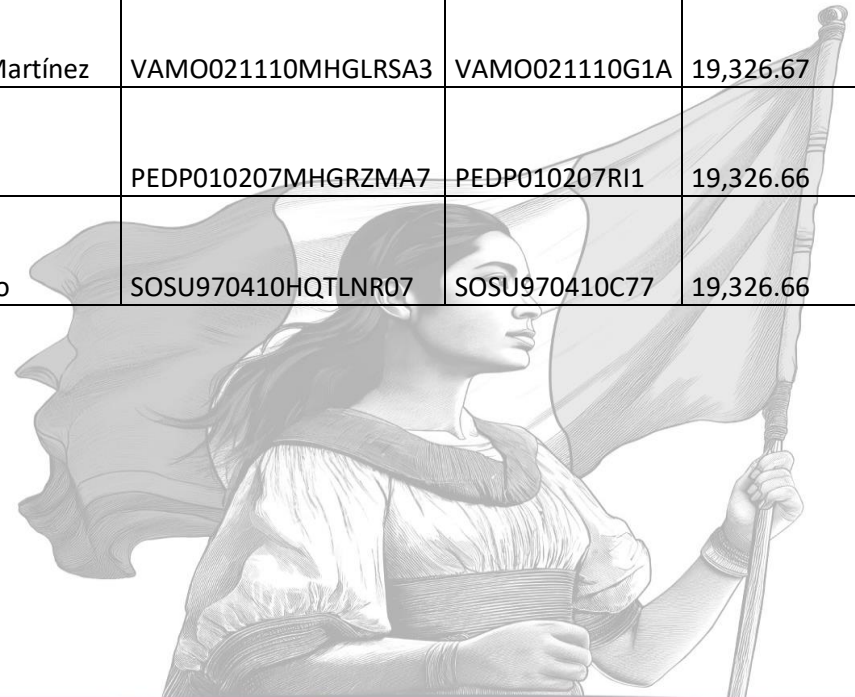 Martínez VAMO021110MHGLRSA3 VAMO021110G1A 19,326.67
PEDP010207MHGRZMA7 PEDP010207RI1 19,326.66
o SOSU970410HQTLNR07 SOSU970410C77 19,326.66